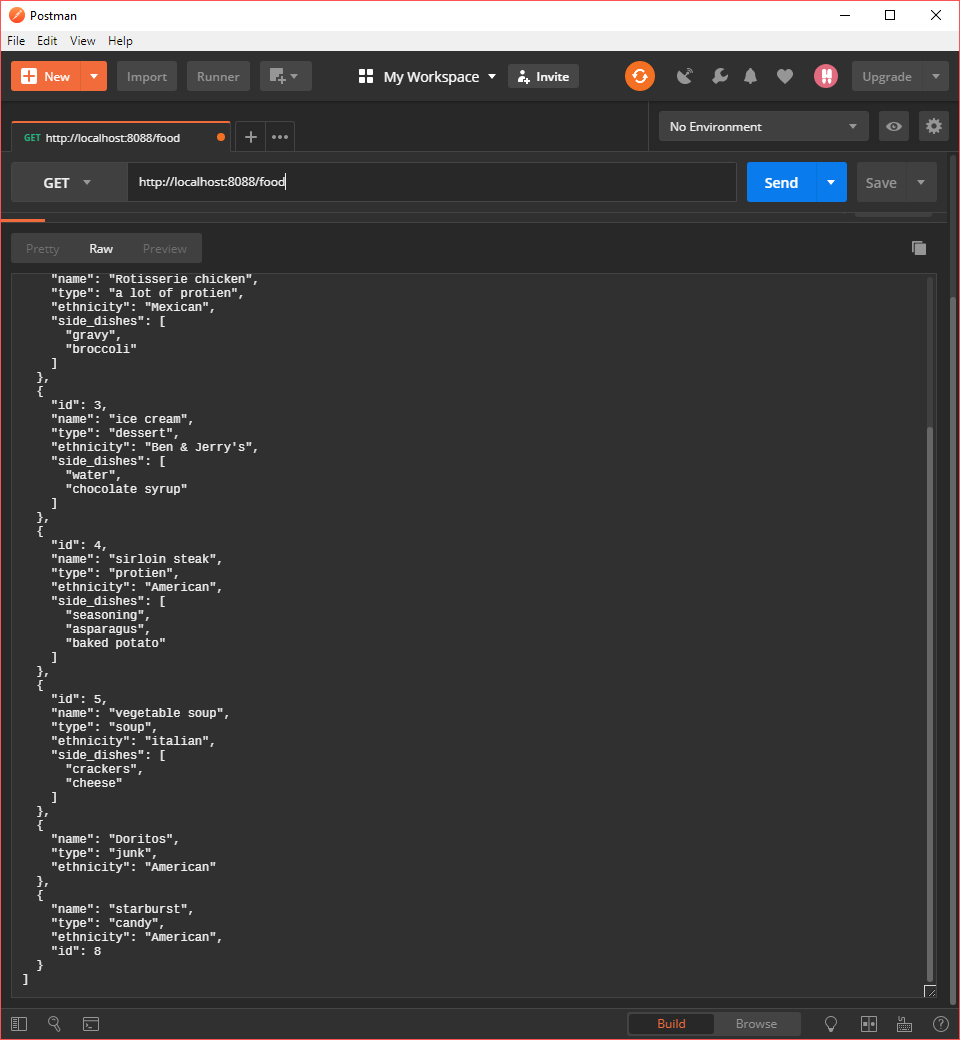 Postman
File Edit View Help
New Import Runner My Workspace Invite Upgrade
GET http://localhost:8088/food No Environment
GET http://localhost:8088/food Send Save
Pretty Raw Preview
"name": "Rotisserie chicken",
"type": "a lot of protien",
"ethnicity": "Mexican",
"side_dishes": [
"gravy",
"broccoli"
]
},
{
"id": 3,
"name": "ice cream",
"type": "dessert",
"ethnicity": "Ben & Jerry's",
"side_dishes": [
"water",
"chocolate syrup"
]
},
{
"id": 4,
"name": "sirloin steak",
"type": "protien",
"ethnicity": "American",
"side_dishes": [
"seasoning",
"asparagus",
"baked potato"
]
},
{
"id": 5,
"name": "vegetable soup",
"type": "soup",
"ethnicity": "italian",
"side_dishes": [
"crackers",
"cheese"
]
},
{
"name": "Doritos",
"type": "junk",
"ethnicity": "American"
},
{
"name": "starburst",
"type": "candy",
"ethnicity": "American",
"id": 8
}
]
Build Browse